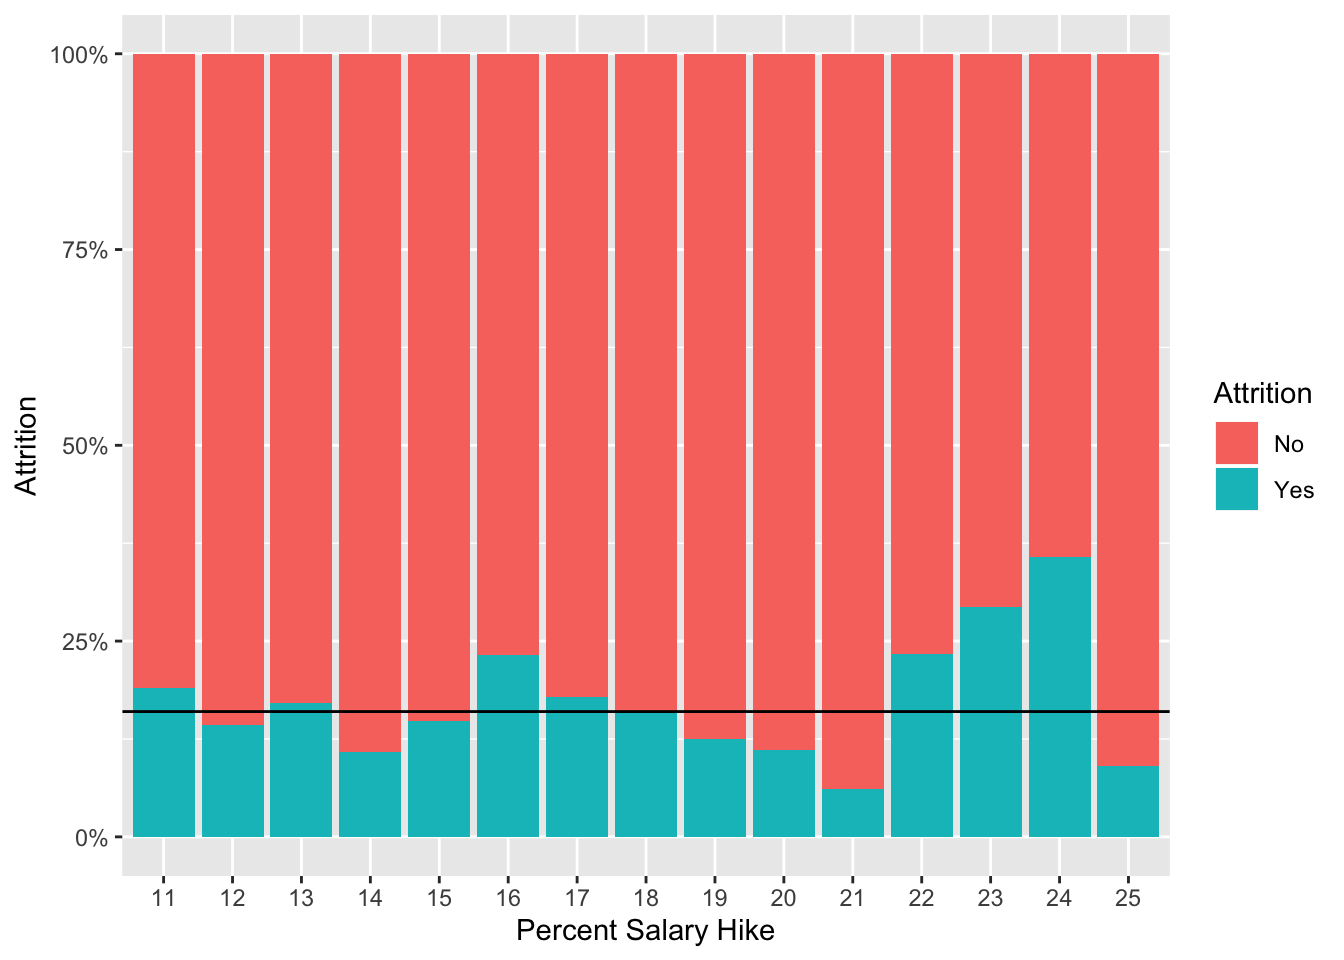 100%
75%
50%
25%
0%
Attrition
11 12 13 14 15 16 17 18 19 20 21 22 23 24 25
Percent Salary Hike
Attrition
No
Yes